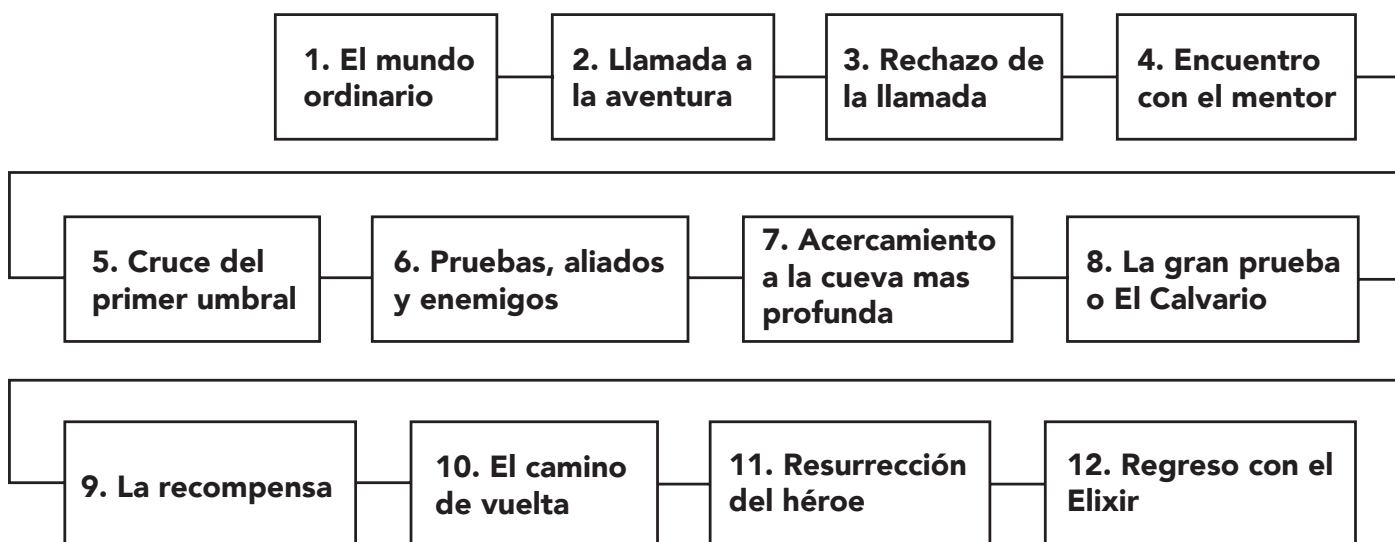 1. El mundo
ordinario
2. Llamada a
la aventura
3. Rechazo de
la llamada
4. Encuentro
con el mentor
5. Cruce del
primer umbral
6. Pruebas, aliados
y enemigos
7. Acercamiento
a la cueva mas
profunda
8. La gran prueba
o El Calvario
9. La recompensa
10. El camino
de vuelta
11. Resurrección
del héroe
12. Regreso con el
Elixir